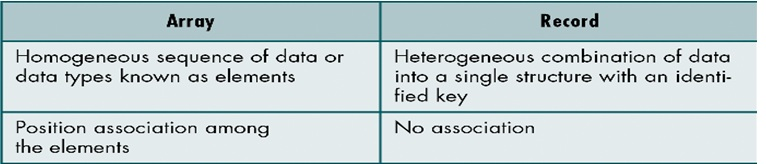 Array
Record
Homogeneous sequence of data or
data types known as elements
Heterogeneous combination of data
into a single structure with an identi-
fied key
Position association among
the elements
No association